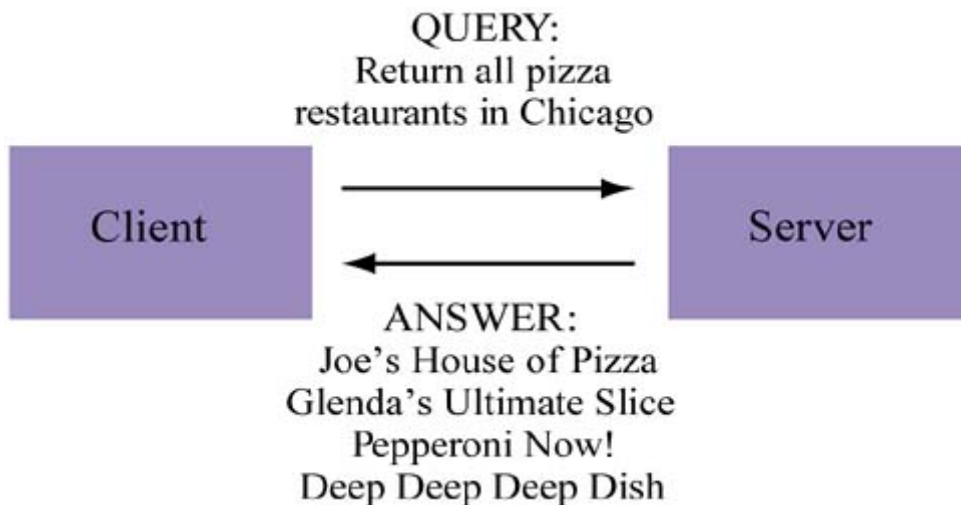 QUERY:
Return all pizza
restaurants in Chicago
Client
Server
ANSWER:
Joe's House of Pizza
Glenda's Ultimate Slice
Pepperoni Now!
Deep Deep Deep Dish